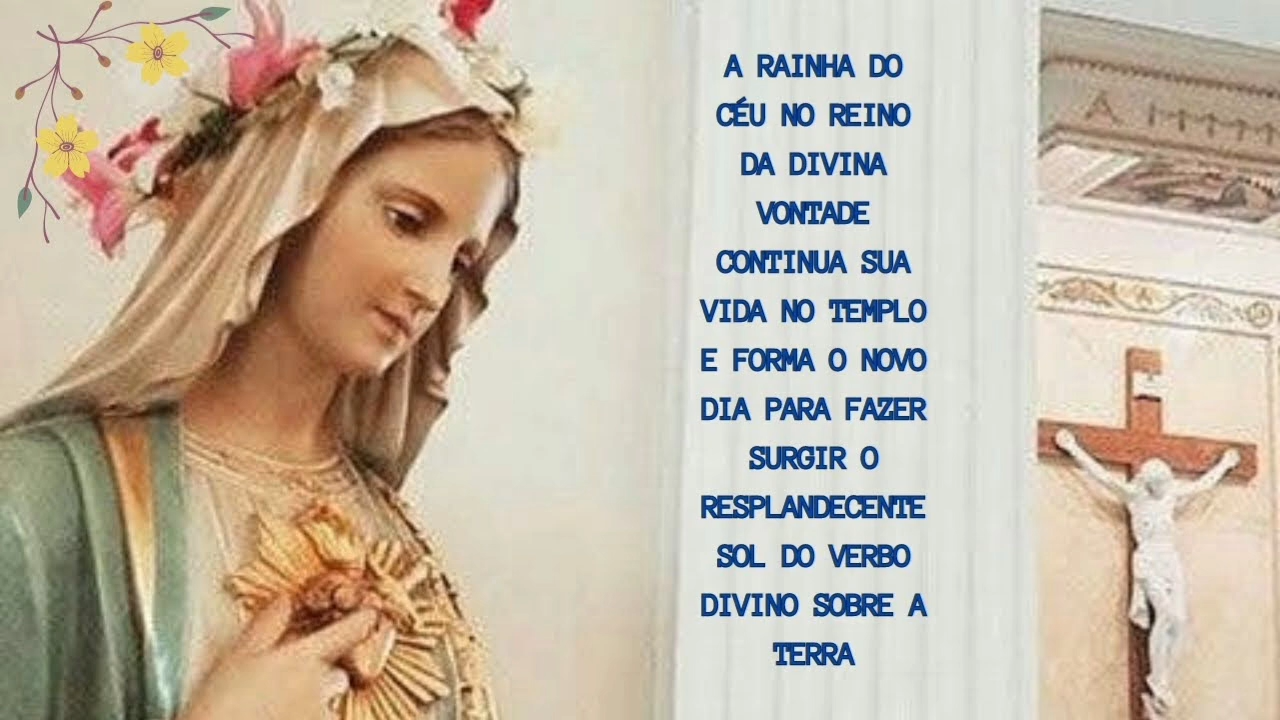 A RAINHA DO
CÉU NO REINO
DA DIVINA
VONTADE
CONTINUA SUA
VIDA NO TEMPLO
E FORMA O NOVO
DIA PARA FAZER
SURGIR O
RESPLANDECENTE
SOL DO VERBO
DIVINO SOBRE A
TERRA